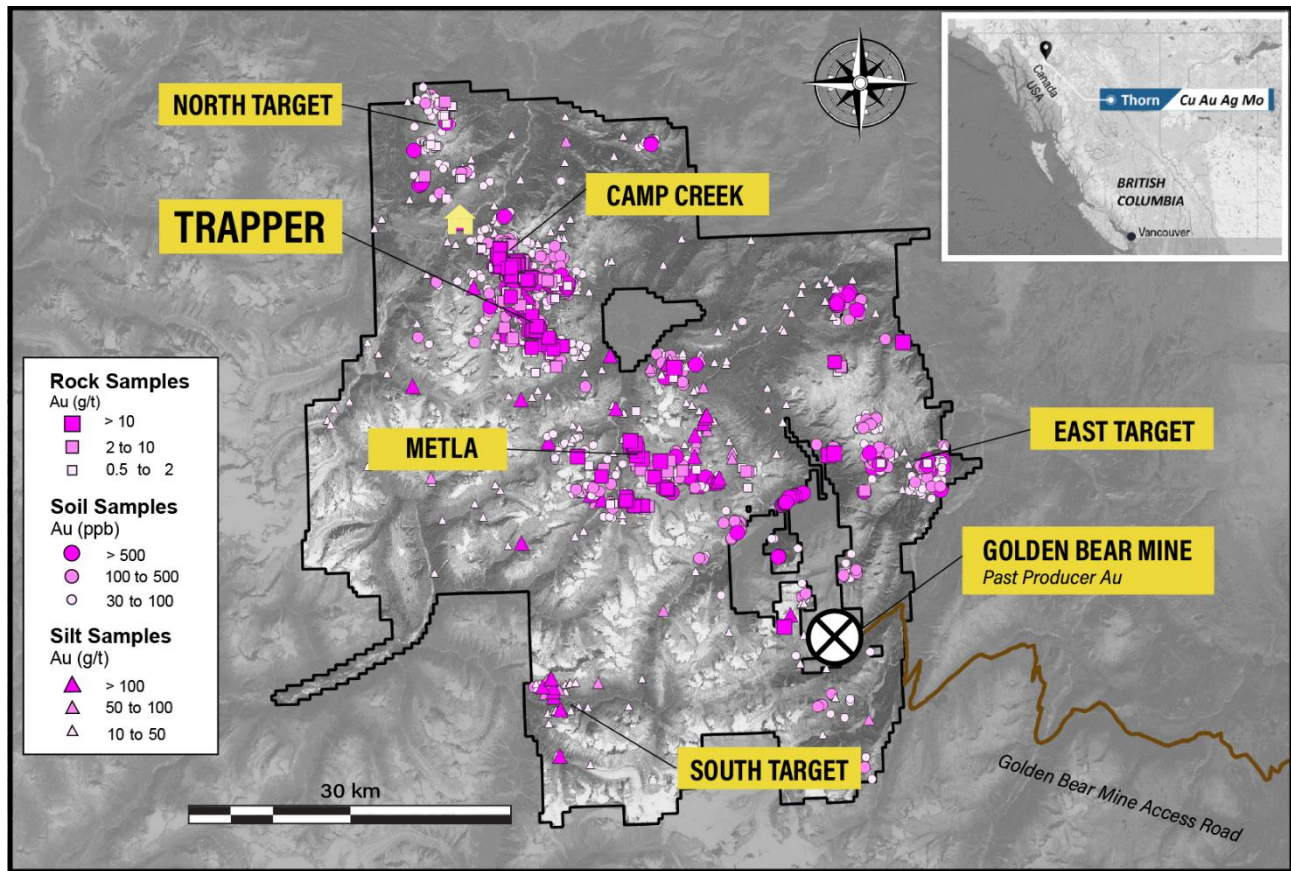 NORTH TARGET
CAMP CREEK
TRAPPER
METLA
EAST TARGET
GOLDEN BEAR MINE
Past Producer Au
SOUTH TARGET
Golden Bear Mine Access Road
30 km
Rock Samples
Au (g/t)
> 10
2 to 10
0.5 to 2
Soil Samples
Au (ppb)
> 500
100 to 500
30 to 100
Silt Samples
Au (g/t)
> 100
50 to 100
10 to 50
Canada
USA
Thorn Cu Au Ag Mo
BRITISH
COLUMBIA
Vancouver